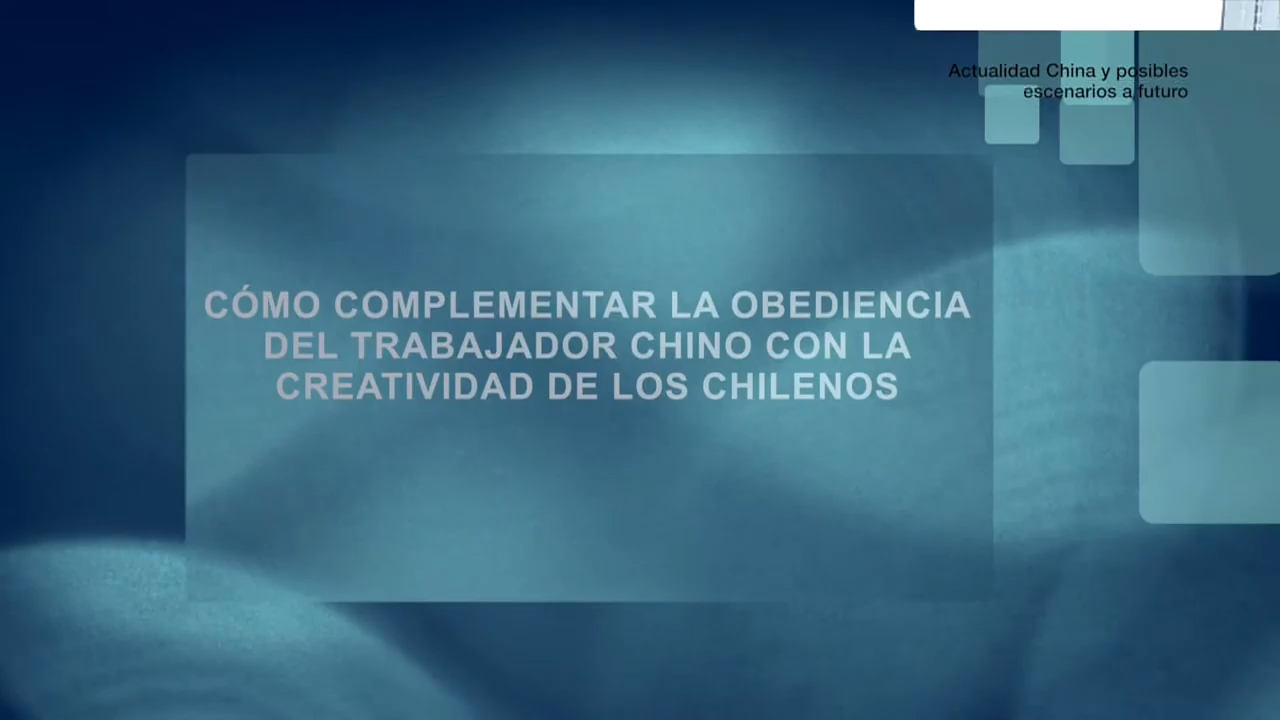 Actualidad China y posibles
escenarios a futuro
CÓMO COMPLEMENTAR LA OBEDIENCIA
DEL TRABAJADOR CHINO CON LA
CREATIVIDAD DE LOS CHILENOS